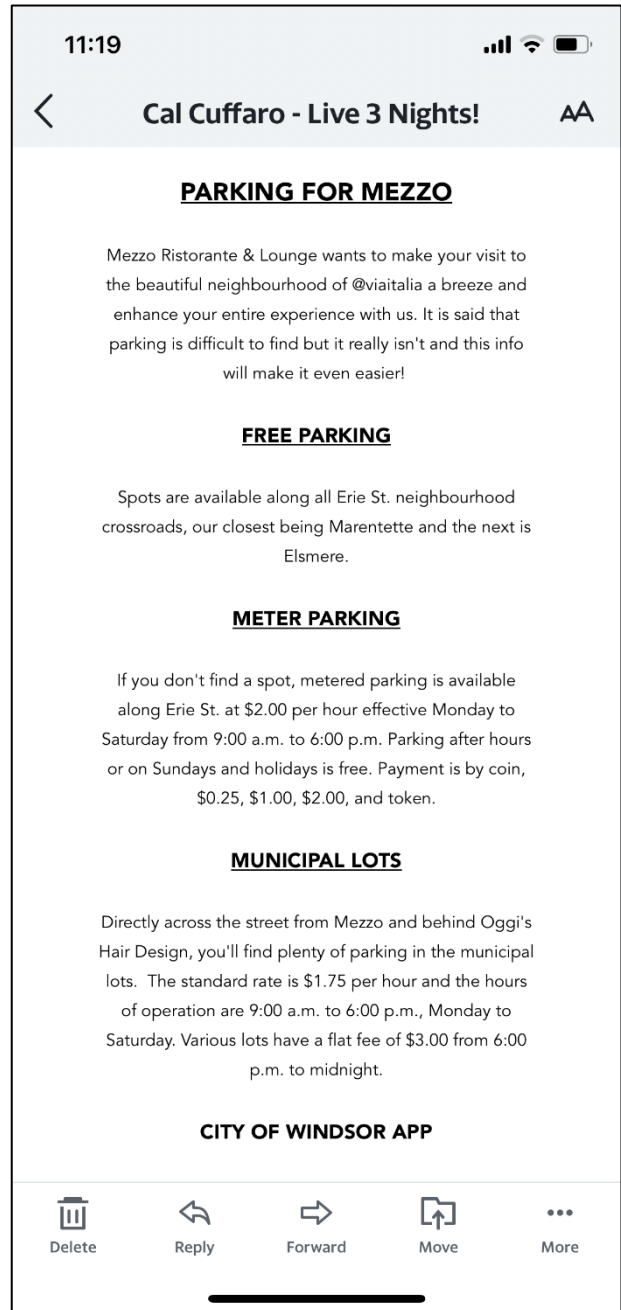 11:19
Cal Cuffaro - Live 3 Nights!
AA
PARKING FOR MEZZO
Mezzo Ristorante & Lounge wants to make your visit to
the beautiful neighbourhood of @viaitalia a breeze and
enhance your entire experience with us. It is said that
parking is difficult to find but it really isn't and this info
will make it even easier!
FREE PARKING
Spots are available along all Erie St. neighbourhood
crossroads, our closest being Marentette and the next is
Elsmere.
METER PARKING
If you don't find a spot, metered parking is available
along Erie St. at $2.00 per hour effective Monday to
Saturday from 9:00 a.m. to 6:00 p.m. Parking after hours
or on Sundays and holidays is free. Payment is by coin,
$0.25, $1.00, $2.00, and token.
MUNICIPAL LOTS
Directly across the street from Mezzo and behind Oggi's
Hair Design, you'll find plenty of parking in the municipal
lots.  The standard rate is $1.75 per hour and the hours
of operation are 9:00 a.m. to 6:00 p.m., Monday to
Saturday. Various lots have a flat fee of $3.00 from 6:00
p.m. to midnight.
CITY OF WINDSOR APP
Delete Reply Forward Move More